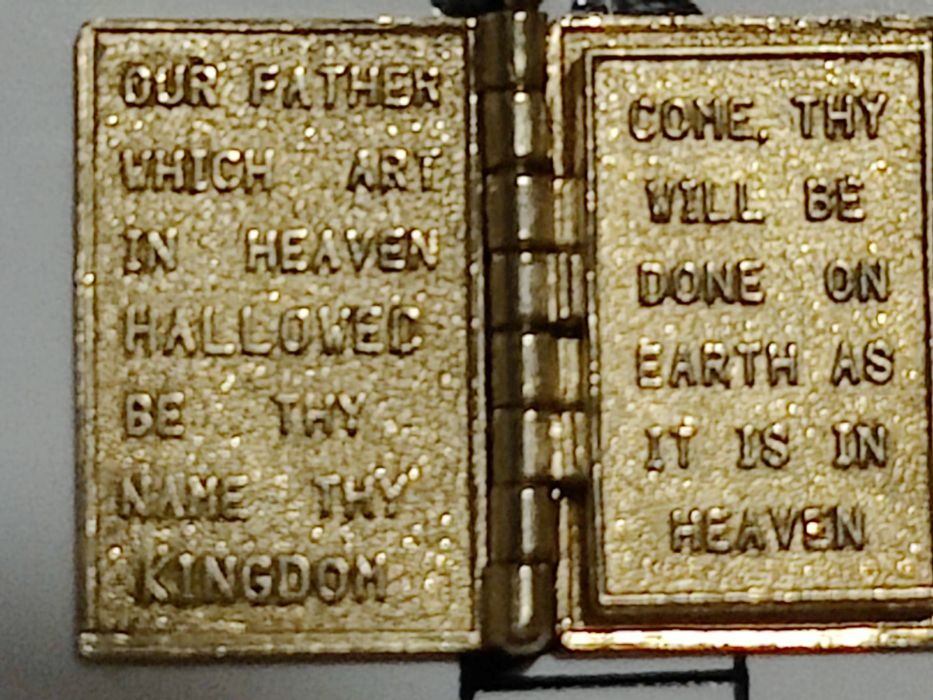 OUR FATHER
WHICH ART
IN HEAVEN
HALLOWED
BE THY
NAME THY
KINGDOM
COME, THY
WILL BE
DONE ON
EARTH AS
IT IS IN
HEAVEN